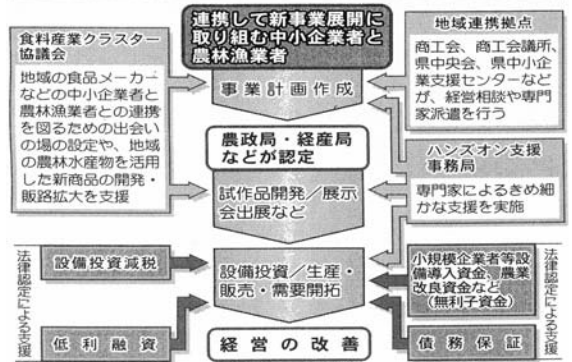 食料産業クラスター
協議会
地域の食品メーカー
などの中小企業者と
農林漁業者との連携
を図るための出会い
の場の設定や、地域
の農林水産物を活用
した新商品の開発・
販路拡大を支援
連携して新事業展開に
取り組む中小企業者と
農林漁業者
事業計画作成
農政局・経産局
などが認定
試作品開発／展示
会出展など
設備投資／生産・
販売・需要開拓
経営の改善
地域連携拠点
商工会、商工会議所、
県中央会、県中小企
業支援センターなど
が、経営相談や専門
家派遣を行う
ハンズオン支援
事務局
専門家によるきめ細
かな支援を実施
法律認定による支援
設備投資減税
低利融資
小規模企業者等設
備導入資金、農業
改良資金など
（無利子資金）
債務保証
法律認定による支援